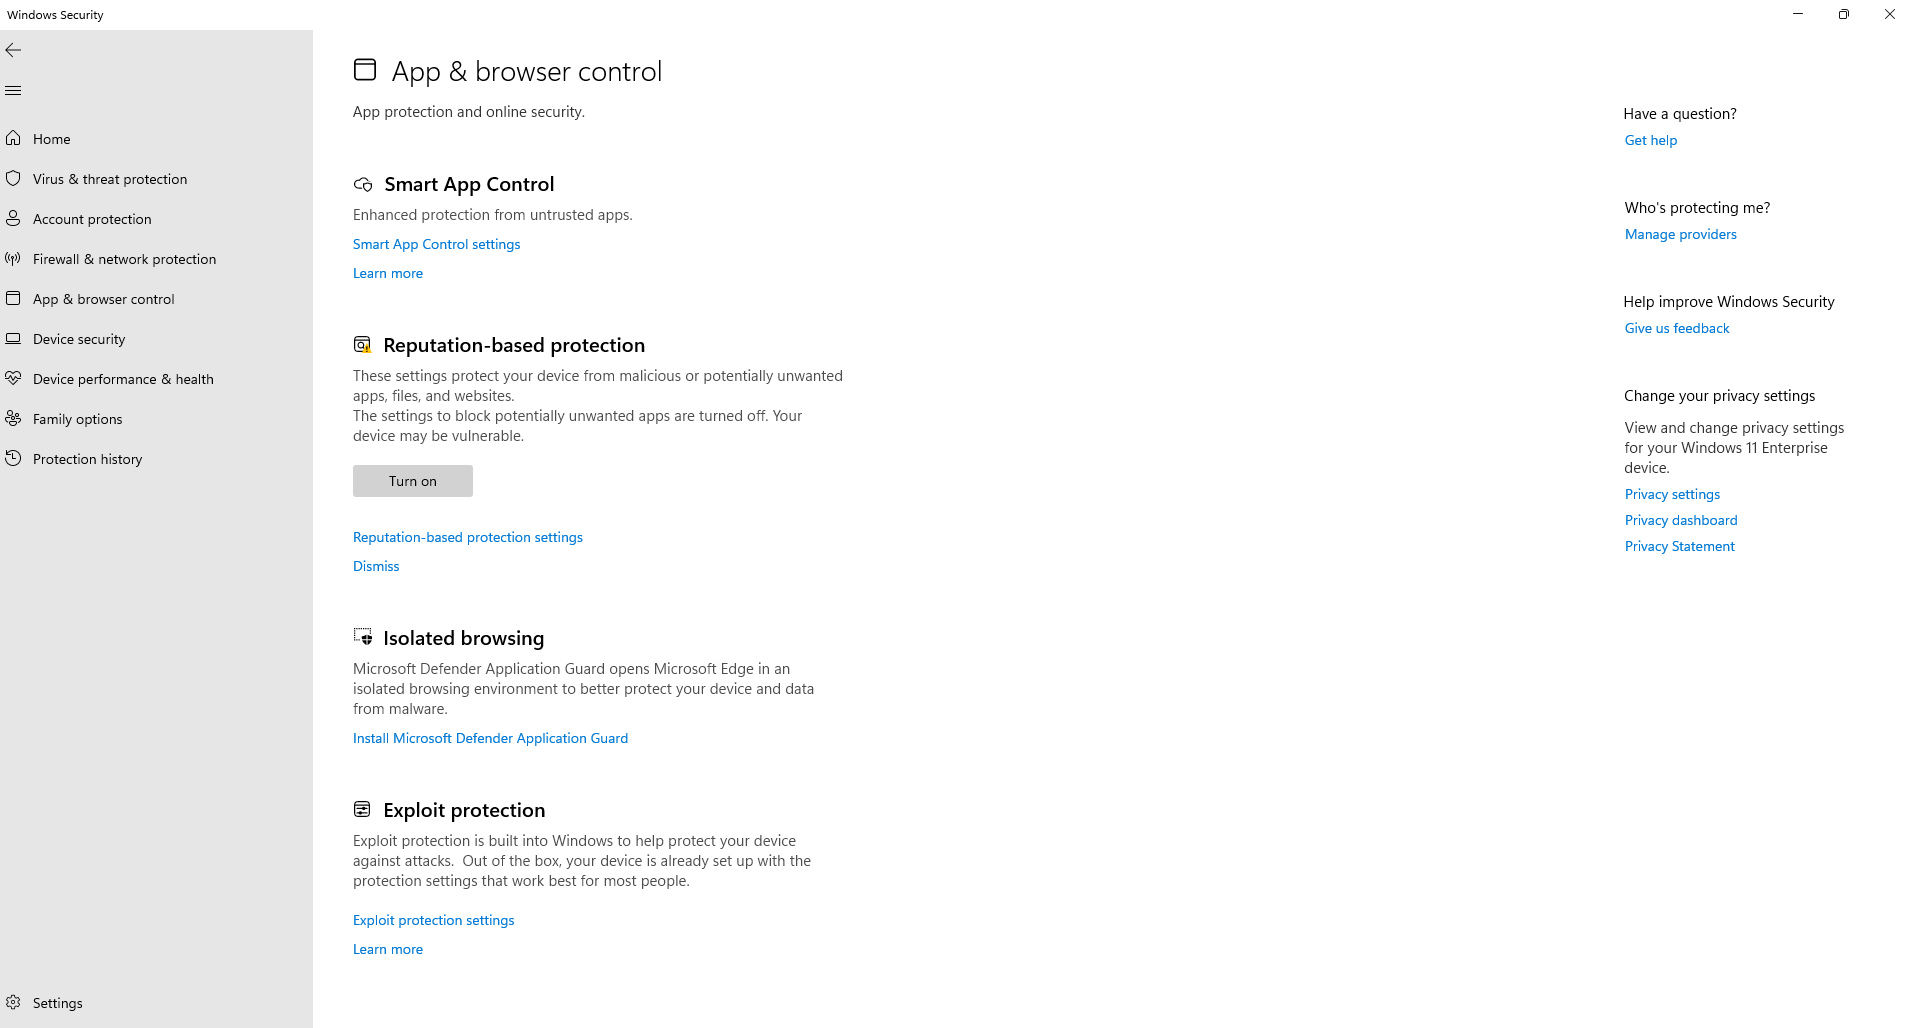 Windows Security
Home
Virus & threat protection
Account protection
Firewall & network protection
App & browser control
Device security
Device performance & health
Family options
Protection history
Settings
App & browser control
App protection and online security.
Smart App Control
Enhanced protection from untrusted apps.
Smart App Control settings
Learn more
Reputation-based protection
These settings protect your device from malicious or potentially unwanted
apps, files, and websites.
The settings to block potentially unwanted apps are turned off. Your
device may be vulnerable.
Turn on
Reputation-based protection settings
Dismiss
Isolated browsing
Microsoft Defender Application Guard opens Microsoft Edge in an
isolated browsing environment to better protect your device and data
from malware.
Install Microsoft Defender Application Guard
Exploit protection
Exploit protection is built into Windows to help protect your device
against attacks.  Out of the box, your device is already set up with the
protection settings that work best for most people.
Exploit protection settings
Learn more
Have a question?
Get help
Who's protecting me?
Manage providers
Help improve Windows Security
Give us feedback
Change your privacy settings
View and change privacy settings
for your Windows 11 Enterprise
device.
Privacy settings
Privacy dashboard
Privacy Statement